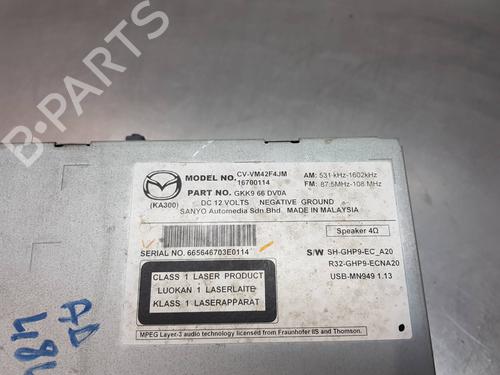 MODEL NO. CV-VM42F4JM
16700114
AM: 531 kHz-1602kHz
FM: 87.5MHz-108 MHz
PART NO. GKK9 66 DV0A
(KA300)
DC 12 VOLTS NEGATIVE GROUND
SANYO Automedia Sdn Bhd MADE IN MALAYSIA
Speaker 4Ω
SERIAL NO. 665646703E0114
S/W SH-GHP9-EC_A20
R32-GHP9-ECNA20
USB-MN949 1.13
CLASS 1 LASER PRODUCT
LUOKAN 1 LASERLAITE
KLASS 1 LASERAPPARAT
MPEG Layer-3 audio technology licensed from Fraunhofer IIS and Thomson.
B-PARTS